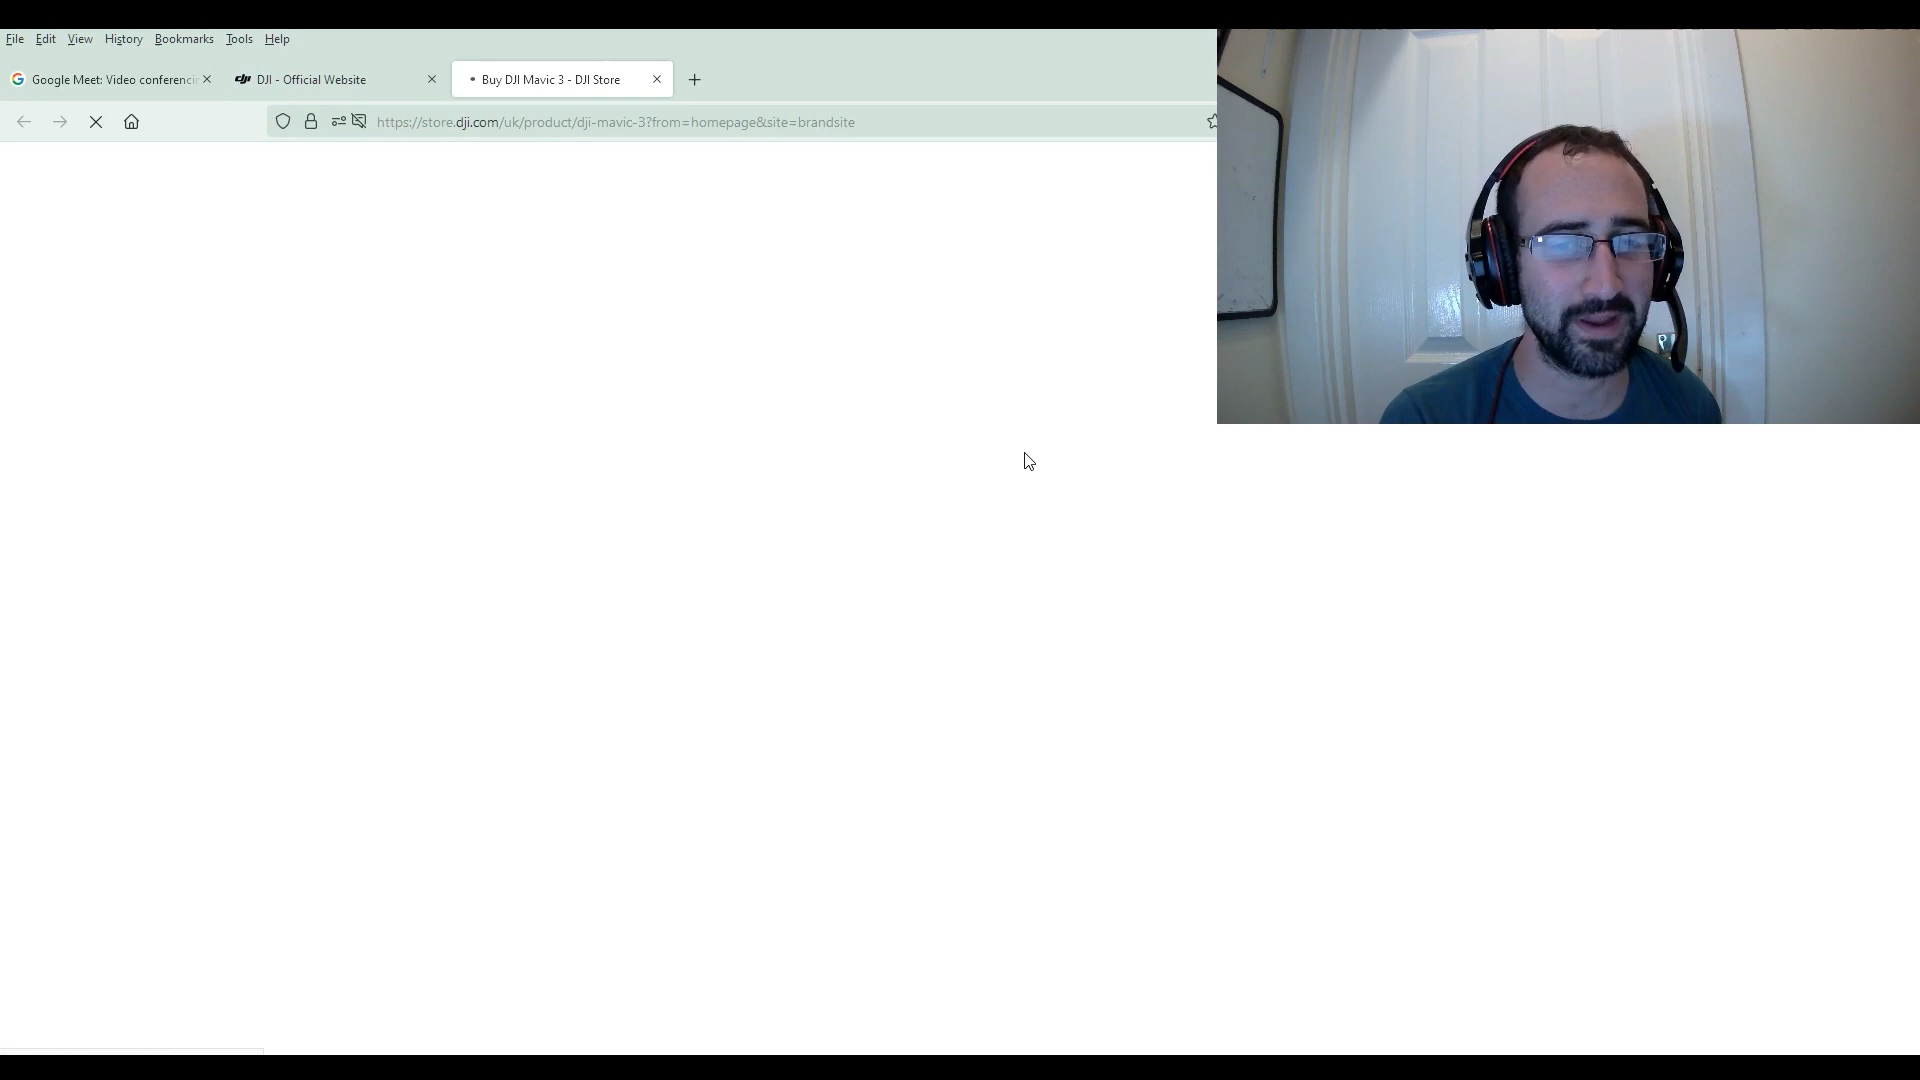 File Edit View History Bookmarks Tools Help
Google Meet: Video conferenci
dji DJI - Official Website
Buy DJI Mavic 3 - DJI Store
https://store.dji.com/uk/product/dji-mavic-3?from=homepage&site=brandsite